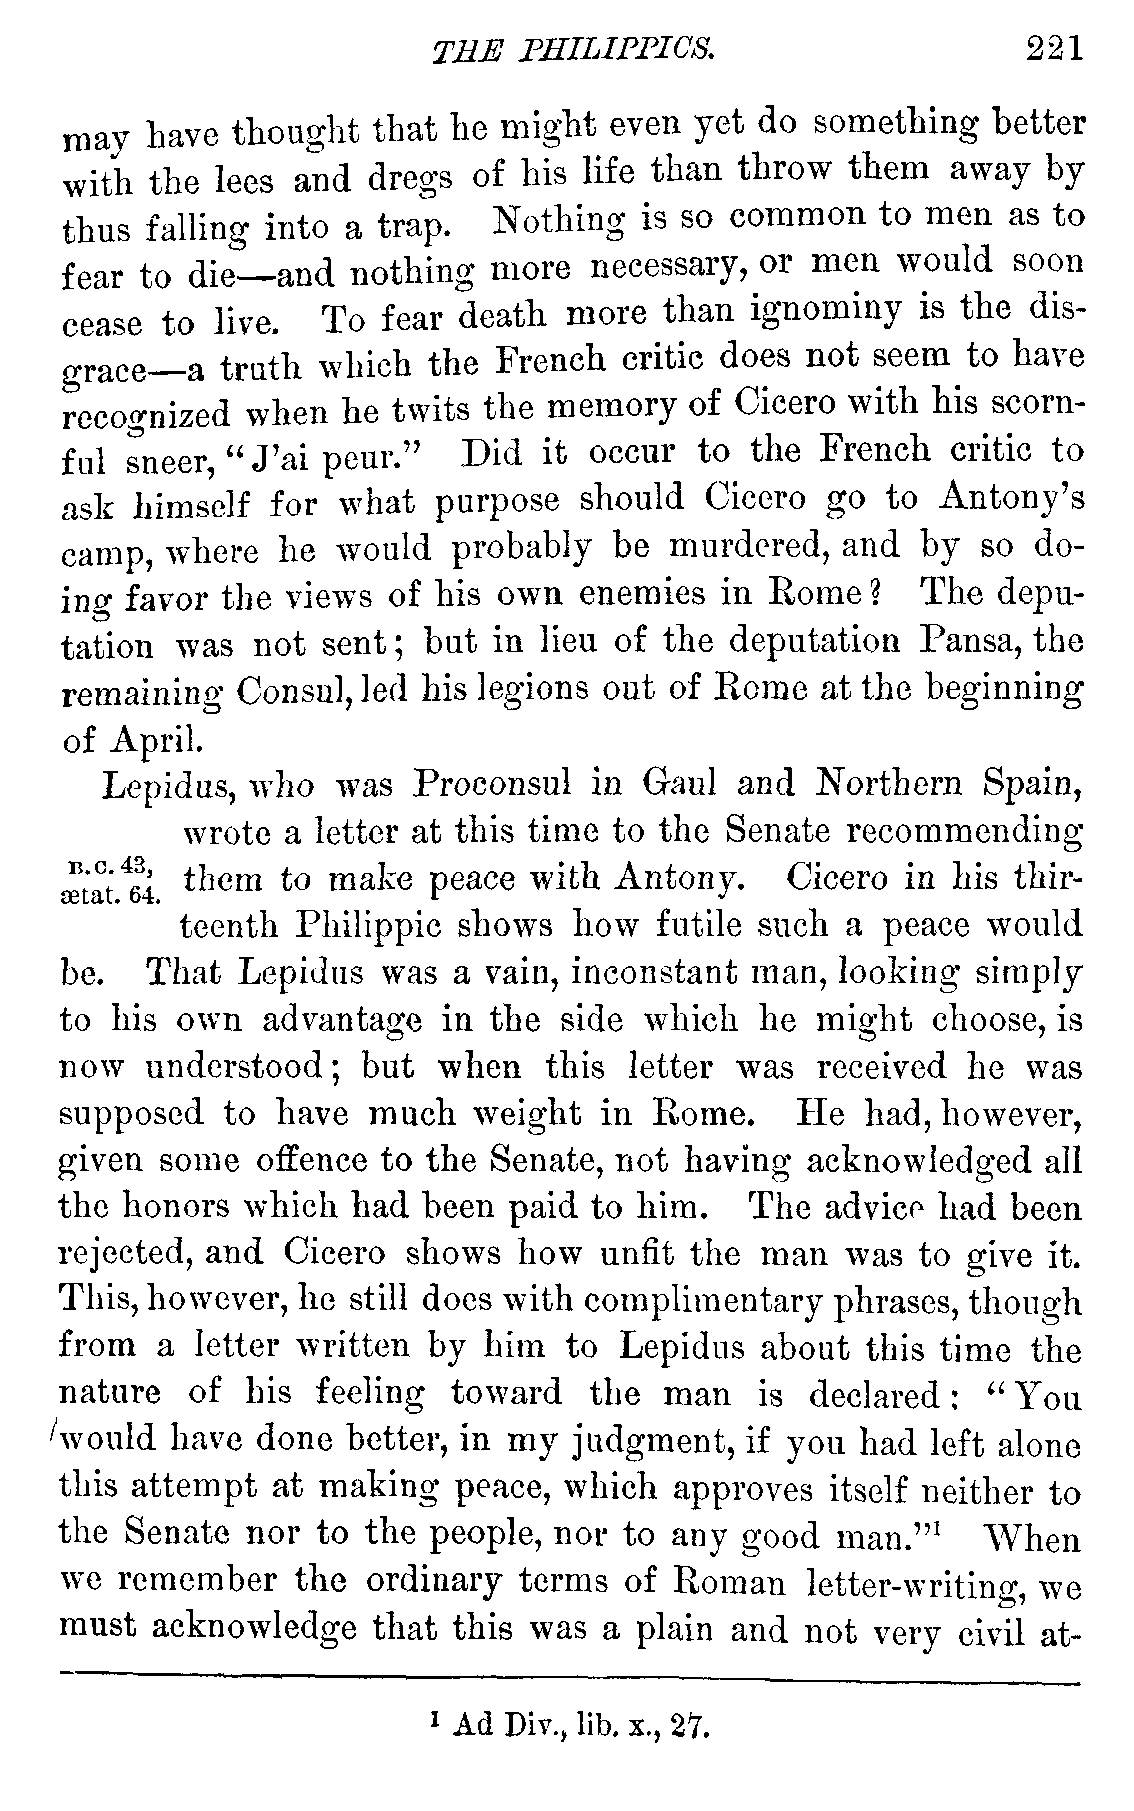 THE PHILIPPICS. 221
may have thought that he might even yet do something better
with the lees and dregs of his life than throw them away by
thus falling into a trap. Nothing is so common to men as to
fear to die—and nothing more necessary, or men would soon
cease to live. To fear death more than ignominy is the dis-
grace—a truth which the French critic does not seem to have
recognized when he twits the memory of Cicero with his scorn-
ful sneer, “J’ai peur.” Did it occur to the French critic to
ask himself for what purpose should Cicero go to Antony’s
camp, where he would probably be murdered, and by so do-
ing favor the views of his own enemies in Rome? The depu-
tation was not sent; but in lieu of the deputation Pansa, the
remaining Consul, led his legions out of Rome at the beginning
of April.
Lepidus, who was Proconsul in Gaul and Northern Spain,
wrote a letter at this time to the Senate recommending
B.C. 43,
ætat. 64.
them to make peace with Antony. Cicero in his thir-
teenth Philippic shows how futile such a peace would
be. That Lepidus was a vain, inconstant man, looking simply
to his own advantage in the side which he might choose, is
now understood; but when this letter was received he was
supposed to have much weight in Rome. He had, however,
given some offence to the Senate, not having acknowledged all
the honors which had been paid to him. The advice had been
rejected, and Cicero shows how unfit the man was to give it.
This, however, he still does with complimentary phrases, though
from a letter written by him to Lepidus about this time the
nature of his feeling toward the man is declared: “You
would have done better, in my judgment, if you had left alone
this attempt at making peace, which approves itself neither to
the Senate nor to the people, nor to any good man.”¹ When
we remember the ordinary terms of Roman letter-writing, we
must acknowledge that this was a plain and not very civil at-
¹ Ad Div., lib. x., 27.